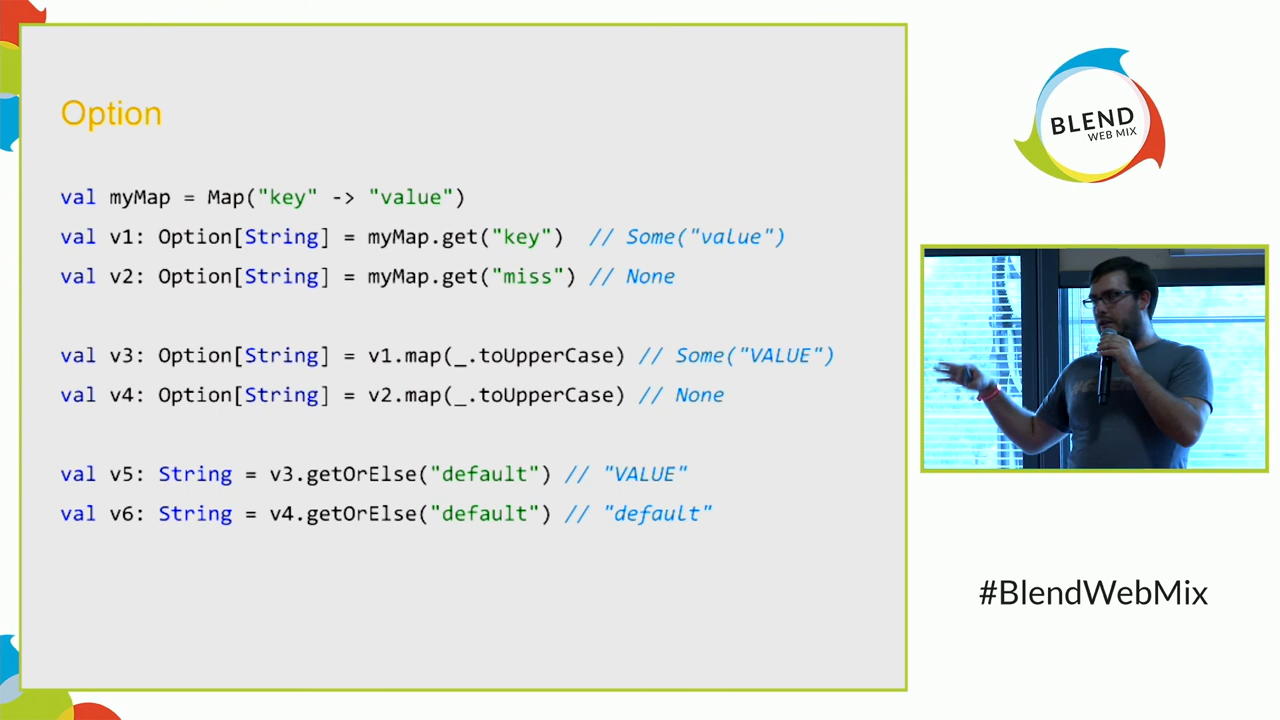 Option
val myMap = Map("key" -> "value")
val v1: Option[String] = myMap.get("key")  // Some("value")
val v2: Option[String] = myMap.get("miss") // None
val v3: Option[String] = v1.map(_.toUpperCase) // Some("VALUE")
val v4: Option[String] = v2.map(_.toUpperCase) // None
val v5: String = v3.getOrElse("default") // "VALUE"
val v6: String = v4.getOrElse("default") // "default"
BLEND
WEB MIX
#BlendWebMix